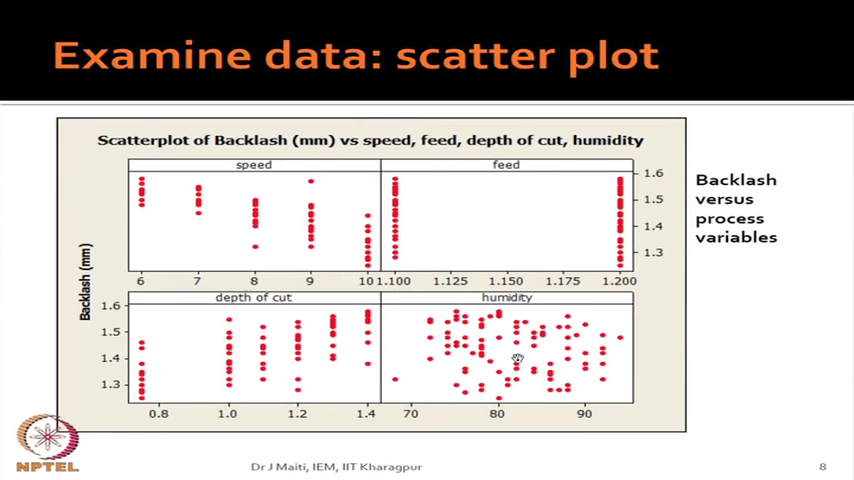 Examine data: scatter plot
Scatterplot of Backlash (mm) vs speed, feed, depth of cut, humidity
speed
feed
1.6
1.5
1.4
1.3
6 7 8 9 10 1.100 1.125 1.150 1.175 1.200
Backlash (mm)
depth of cut
humidity
1.6
1.5
1.4
1.3
0.8 1.0 1.2 1.4 70 80 90
Backlash
versus
process
variables
NPTEL
Dr J Maiti, IEM, IIT Kharagpur
8